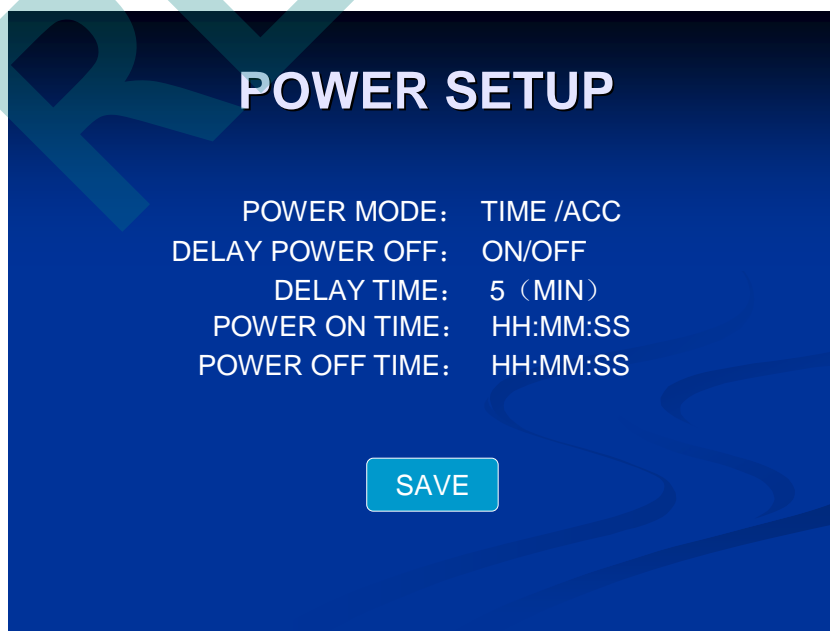 POWER SETUP
POWER MODE： TIME /ACC
DELAY POWER OFF： ON/OFF
DELAY TIME： 5（MIN）
POWER ON TIME： HH:MM:SS
POWER OFF TIME： HH:MM:SS
SAVE